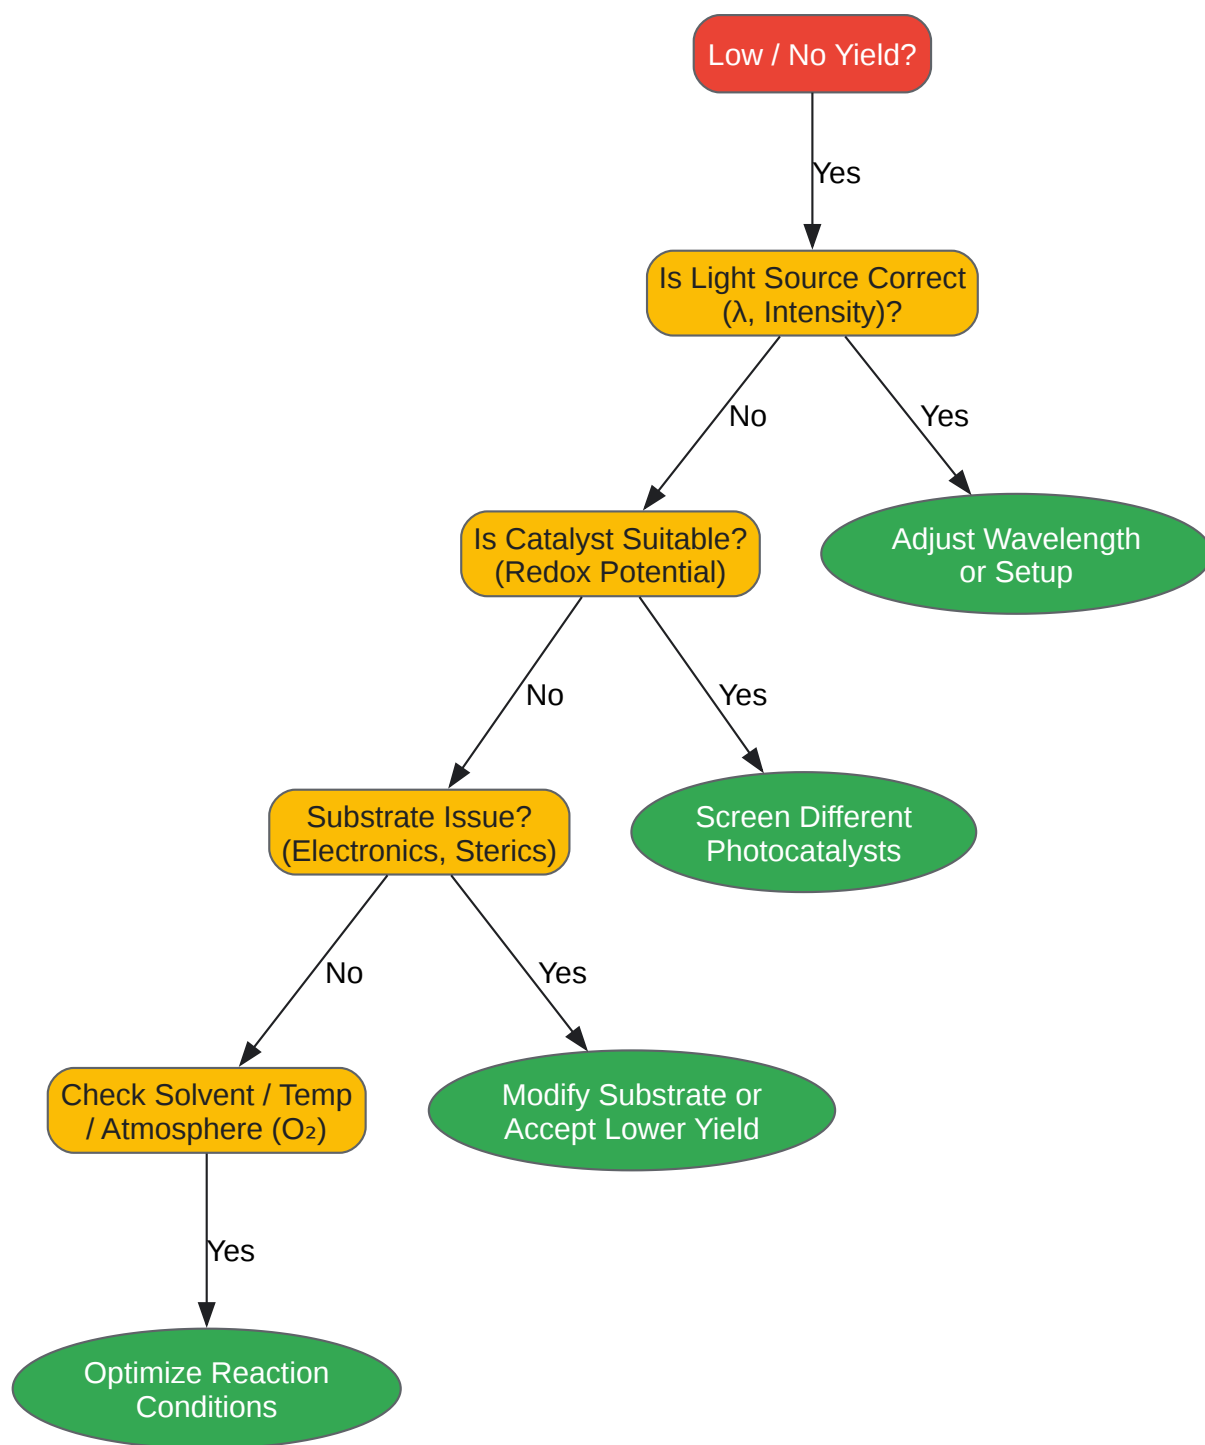 Low / No Yield?
Yes
Is Light Source Correct
(λ, Intensity)?
No
Yes
Is Catalyst Suitable?
(Redox Potential)
Adjust Wavelength
or Setup
No
Yes
Substrate Issue?
(Electronics, Sterics)
Screen Different
Photocatalysts
No
Yes
Check Solvent / Temp
/ Atmosphere (O₂)
Modify Substrate or
Accept Lower Yield
Yes
Optimize Reaction
Conditions